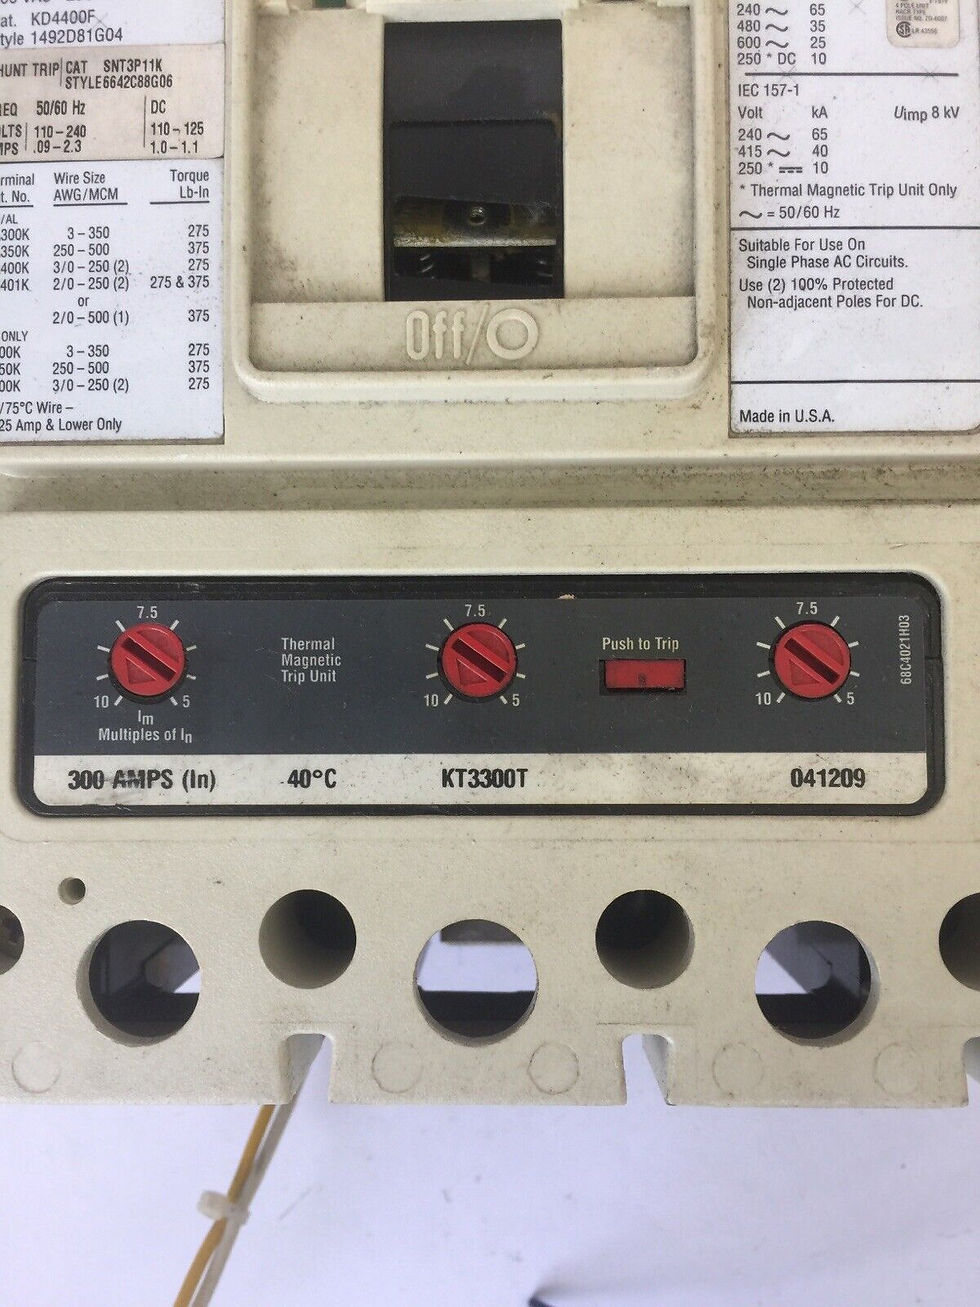 at. KD4400F
tyle 1492D81G04
HUNT TRIP CAT SNT3P11K
STYLE 6642C88G06
REQ 50/60 Hz DC
LTS 110-240 110-125
MPS .09-2.3 1.0-1.1
rminal Wire Size Torque
t. No. AWG/MCM Lb-In
/AL
300K 3-350 275
350K 250-500 375
400K 3/0-250 (2) 275
401K 2/0-250 (2) 275 & 375
or
2/0-500 (1) 375
ONLY
00K 3-350 275
50K 250-500 375
00K 3/0-250 (2) 275
/75°C Wire –
25 Amp & Lower Only
Off/O
240 ~ 65
480 ~ 35
600 ~ 25
250 * DC 10
IEC 157-1
Volt kA Uimp 8 kV
240 ~ 65
415 ~ 40
250 * ⎓ 10
* Thermal Magnetic Trip Unit Only
~ = 50/60 Hz
Suitable For Use On
Single Phase AC Circuits.
Use (2) 100% Protected
Non-adjacent Poles For DC.
Made in U.S.A.
7.5
10 5
Im
Multiples of In
Thermal
Magnetic
Trip Unit
7.5
10 5
Push to Trip
7.5
10 5
68C4021H03
300 AMPS (In) 40°C KT3300T 041209